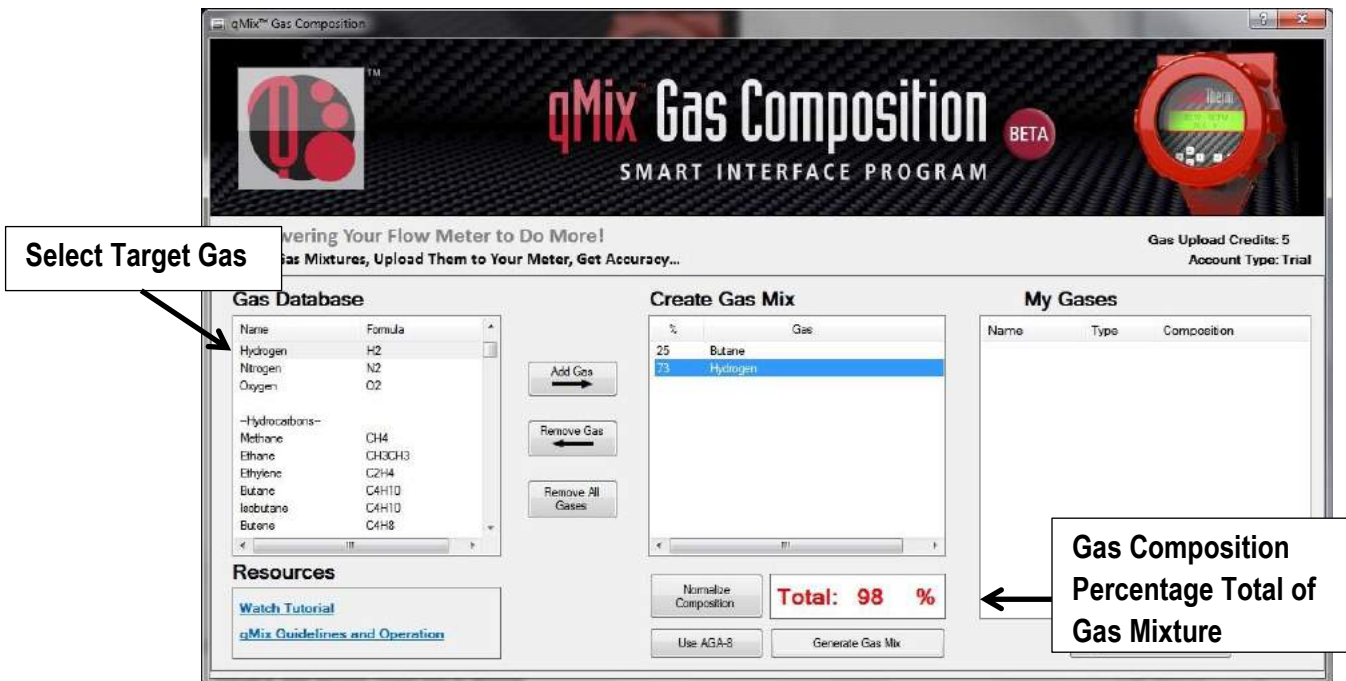 qMix™ Gas Composition
TM
qMix™ Gas Composition BETA
SMART INTERFACE PROGRAM
Therm
vering Your Flow Meter to Do More!
Gas Upload Credits: 5
Select Target Gas
as Mixtures, Upload Them to Your Meter, Get Accuracy...
Account Type: Trial
Gas Database
Name Formula
Hydrogen H2
Nitrogen N2
Oxygen O2
--Hydrocarbons--
Methane CH4
Ethane CH3CH3
Ethylene C2H4
Butane C4H10
Isobutane C4H10
Butene C4H8
Add Gas
Remove Gas
Remove All
Gases
Create Gas Mix
% Gas
25 Butane
73 Hydrogen
My Gases
Name Type Composition
Resources
Watch Tutorial
qMix Guidelines and Operation
Normalize
Composition
Total: 98 %
Use AGA-8
Generate Gas Mix
Gas Composition
Percentage Total of
Gas Mixture